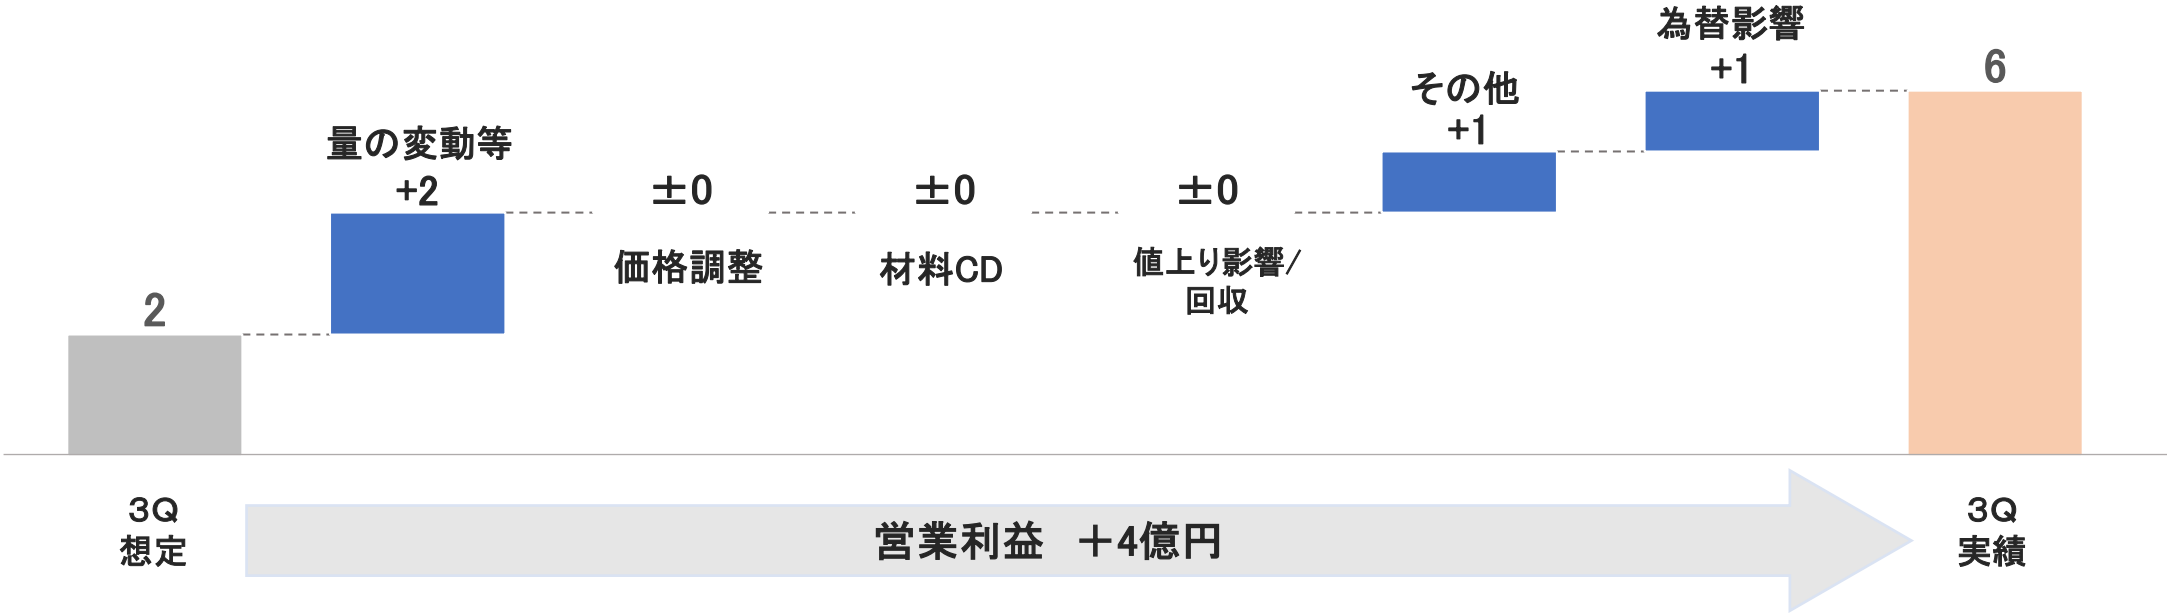 2
量の変動等
+2
±0
価格調整
±0
材料CD
±0
値上り影響/
回収
その他
+1
為替影響
+1
6
3Q
想定
営業利益　+4億円
3Q
実績